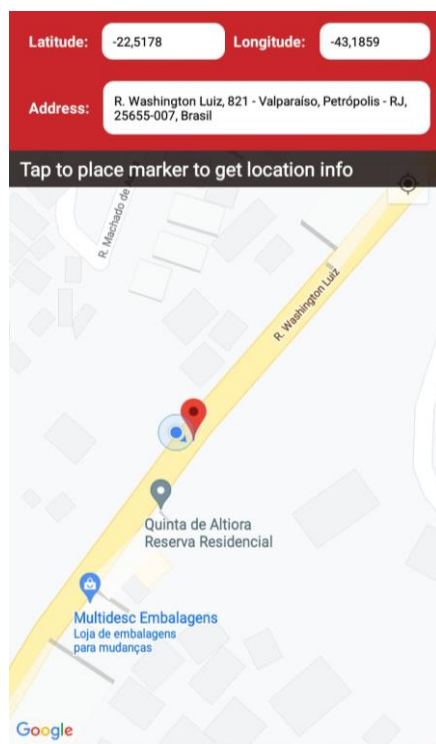 Latitude:
-22,5178
Longitude:
-43,1859
Address:
R. Washington Luiz, 821 - Valparaíso, Petrópolis - RJ,
25655-007, Brasil
Tap to place marker to get location info
R. Machado de
R. Washington Luiz
Quinta de Altiora
Reserva Residencial
Multidesc Embalagens
Loja de embalagens
para mudanças
Google